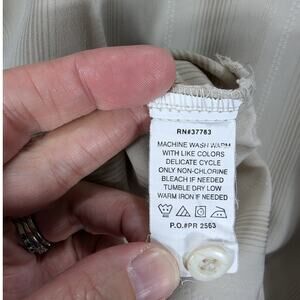 RN#37763
MACHINE WASH WARM
WITH LIKE COLORS
DELICATE CYCLE
ONLY NON-CHLORINE
BLEACH IF NEEDED
TUMBLE DRY LOW
WARM IRON IF NEEDED
P.O.#PR 2563